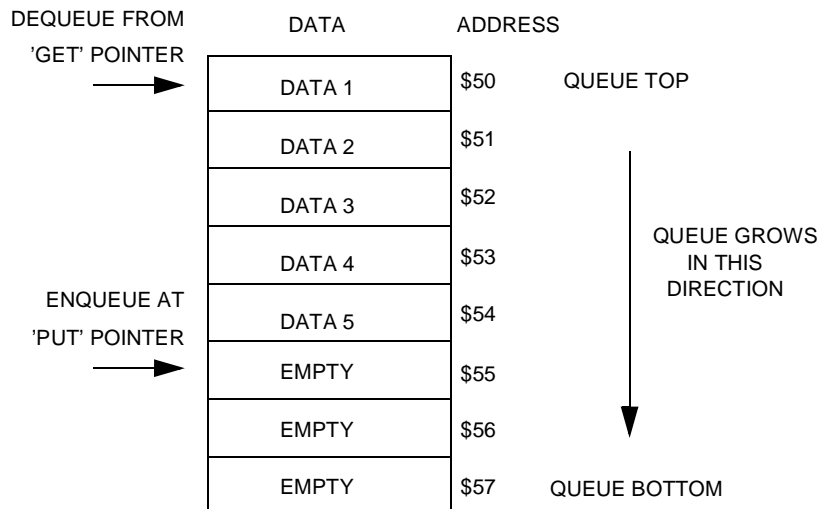 DEQUEUE FROM
’GET’ POINTER
DATA
ADDRESS
DATA 1
$50
QUEUE TOP
DATA 2
$51
DATA 3
$52
DATA 4
$53
QUEUE GROWS
IN THIS
DIRECTION
ENQUEUE AT
’PUT’ POINTER
DATA 5
$54
EMPTY
$55
EMPTY
$56
EMPTY
$57
QUEUE BOTTOM